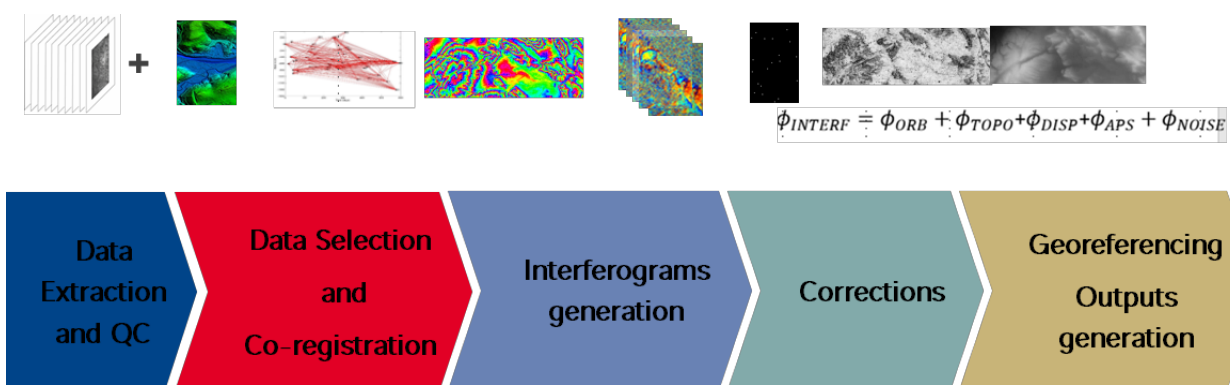 ϕINTERF = ϕORB + ϕTOPO+ϕDISP+ϕAPS + ϕNOISE
Data
Extraction
and QC
Data Selection
and
Co-registration
Interferograms
generation
Corrections
Georeferencing
Outputs
generation